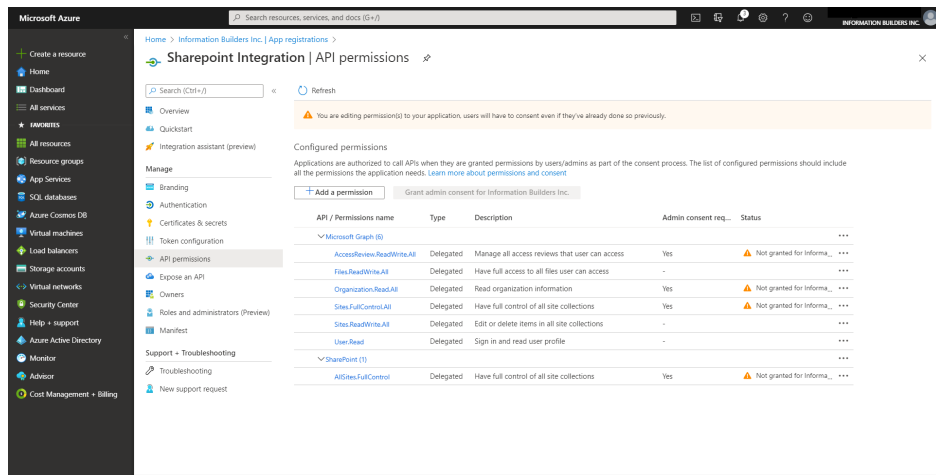 Microsoft Azure
Search resources, services, and docs (G+/)
INFORMATION BUILDERS INC.
Create a resource
Home
Dashboard
All services
FAVORITES
All resources
Resource groups
App Services
SQL databases
Azure Cosmos DB
Virtual machines
Load balancers
Storage accounts
Virtual networks
Security Center
Help + support
Azure Active Directory
Monitor
Advisor
Cost Management + Billing
Home > Information Builders Inc. | App registrations >
Sharepoint Integration | API permissions
Search (Ctrl+/)
Overview
Quickstart
Integration assistant (preview)
Manage
Branding
Authentication
Certificates & secrets
Token configuration
API permissions
Expose an API
Owners
Roles and administrators (Preview)
Manifest
Support + Troubleshooting
Troubleshooting
New support request
Refresh
You are editing permission(s) to your application, users will have to consent even if they've already done so previously.
Configured permissions
Applications are authorized to call APIs when they are granted permissions by users/admins as part of the consent process. The list of configured permissions should include
all the permissions the application needs. Learn more about permissions and consent
Add a permission Grant admin consent for Information Builders Inc.
API / Permissions name Type Description Admin consent req... Status
Microsoft Graph (6) ...
AccessReview.ReadWrite.All Delegated Manage all access reviews that user can access Yes Not granted for Informa... ...
Files.ReadWrite.All Delegated Have full access to all files user can access - ...
Organization.Read.All Delegated Read organization information Yes Not granted for Informa... ...
Sites.FullControl.All Delegated Have full control of all site collections Yes Not granted for Informa... ...
Sites.ReadWrite.All Delegated Edit or delete items in all site collections - ...
User.Read Delegated Sign in and read user profile - ...
SharePoint (1) ...
AllSites.FullControl Delegated Have full control of all site collections Yes Not granted for Informa... ...